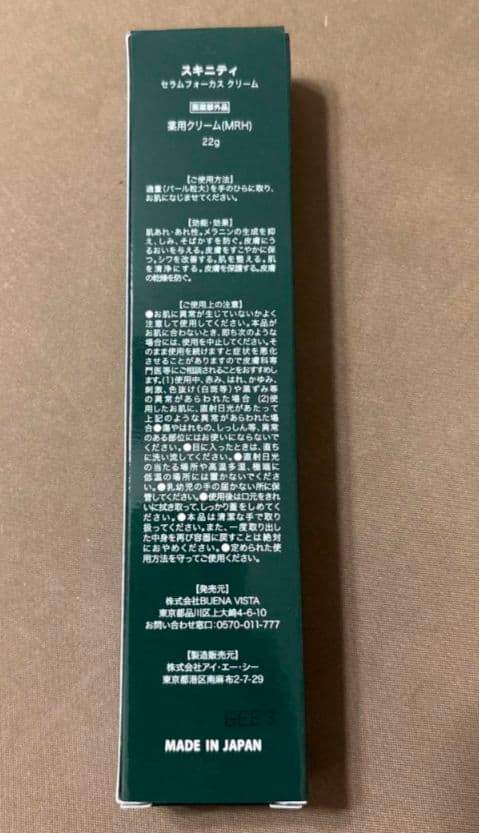 スキニティ
セラムフォーカス クリーム
医薬部外品
薬用クリーム(MRH)
22g
【ご使用方法】
適量(パール粒大)を手のひらに取り、
お肌になじませてください。
【効能・効果】
肌あれ・あれ性。メラニンの生成を抑
え、しみ、そばかすを防ぐ。皮膚にう
るおいを与える。皮膚をすこやかに保
つ。シワを改善する。肌を整える。肌
を清浄にする。皮膚を保護する。皮膚
の乾燥を防ぐ。
【ご使用上の注意】
●お肌に異常が生じていないかよく
注意して使用してください。本品が
お肌に合わないとき、即ち次のような
場合には、使用を中止してください。そ
のまま使用を続けますと症状を悪化
させることがありますので皮膚科専
門医等にご相談されることをおすすめ
します。(1)使用中、赤み、はれ、かゆみ、
刺激、色抜け(白斑等)や黒ずみ等
の異常があらわれた場合 (2)使
用したお肌に、直射日光があたって
上記のような異常があらわれた場
合●傷やはれもの、しっしん等、異常
のある部位にはお使いにならないで
ください。●目に入ったときは、直ち
に洗い流してください。●直射日光
の当たる場所や高温多湿、極端に
低温の場所には置かないでくださ
い。●乳幼児の手の届かない所に保
管してください。●使用後は口元をきれ
いに拭き取って、しっかり蓋をしめてく
ださい。●本品は清潔な手で取り
扱ってください。また、一度取り出し
た中身を再び容器に戻すことは絶対
におやめください。●定められた使
用方法を守ってご使用ください。
【発売元】
株式会社BUENA VISTA
東京都品川区上大崎4-6-10
お問い合わせ窓口:0570-011-777
【製造販売元】
株式会社アイ・エー・シー
東京都港区南麻布2-7-29
GEE3
MADE IN JAPAN